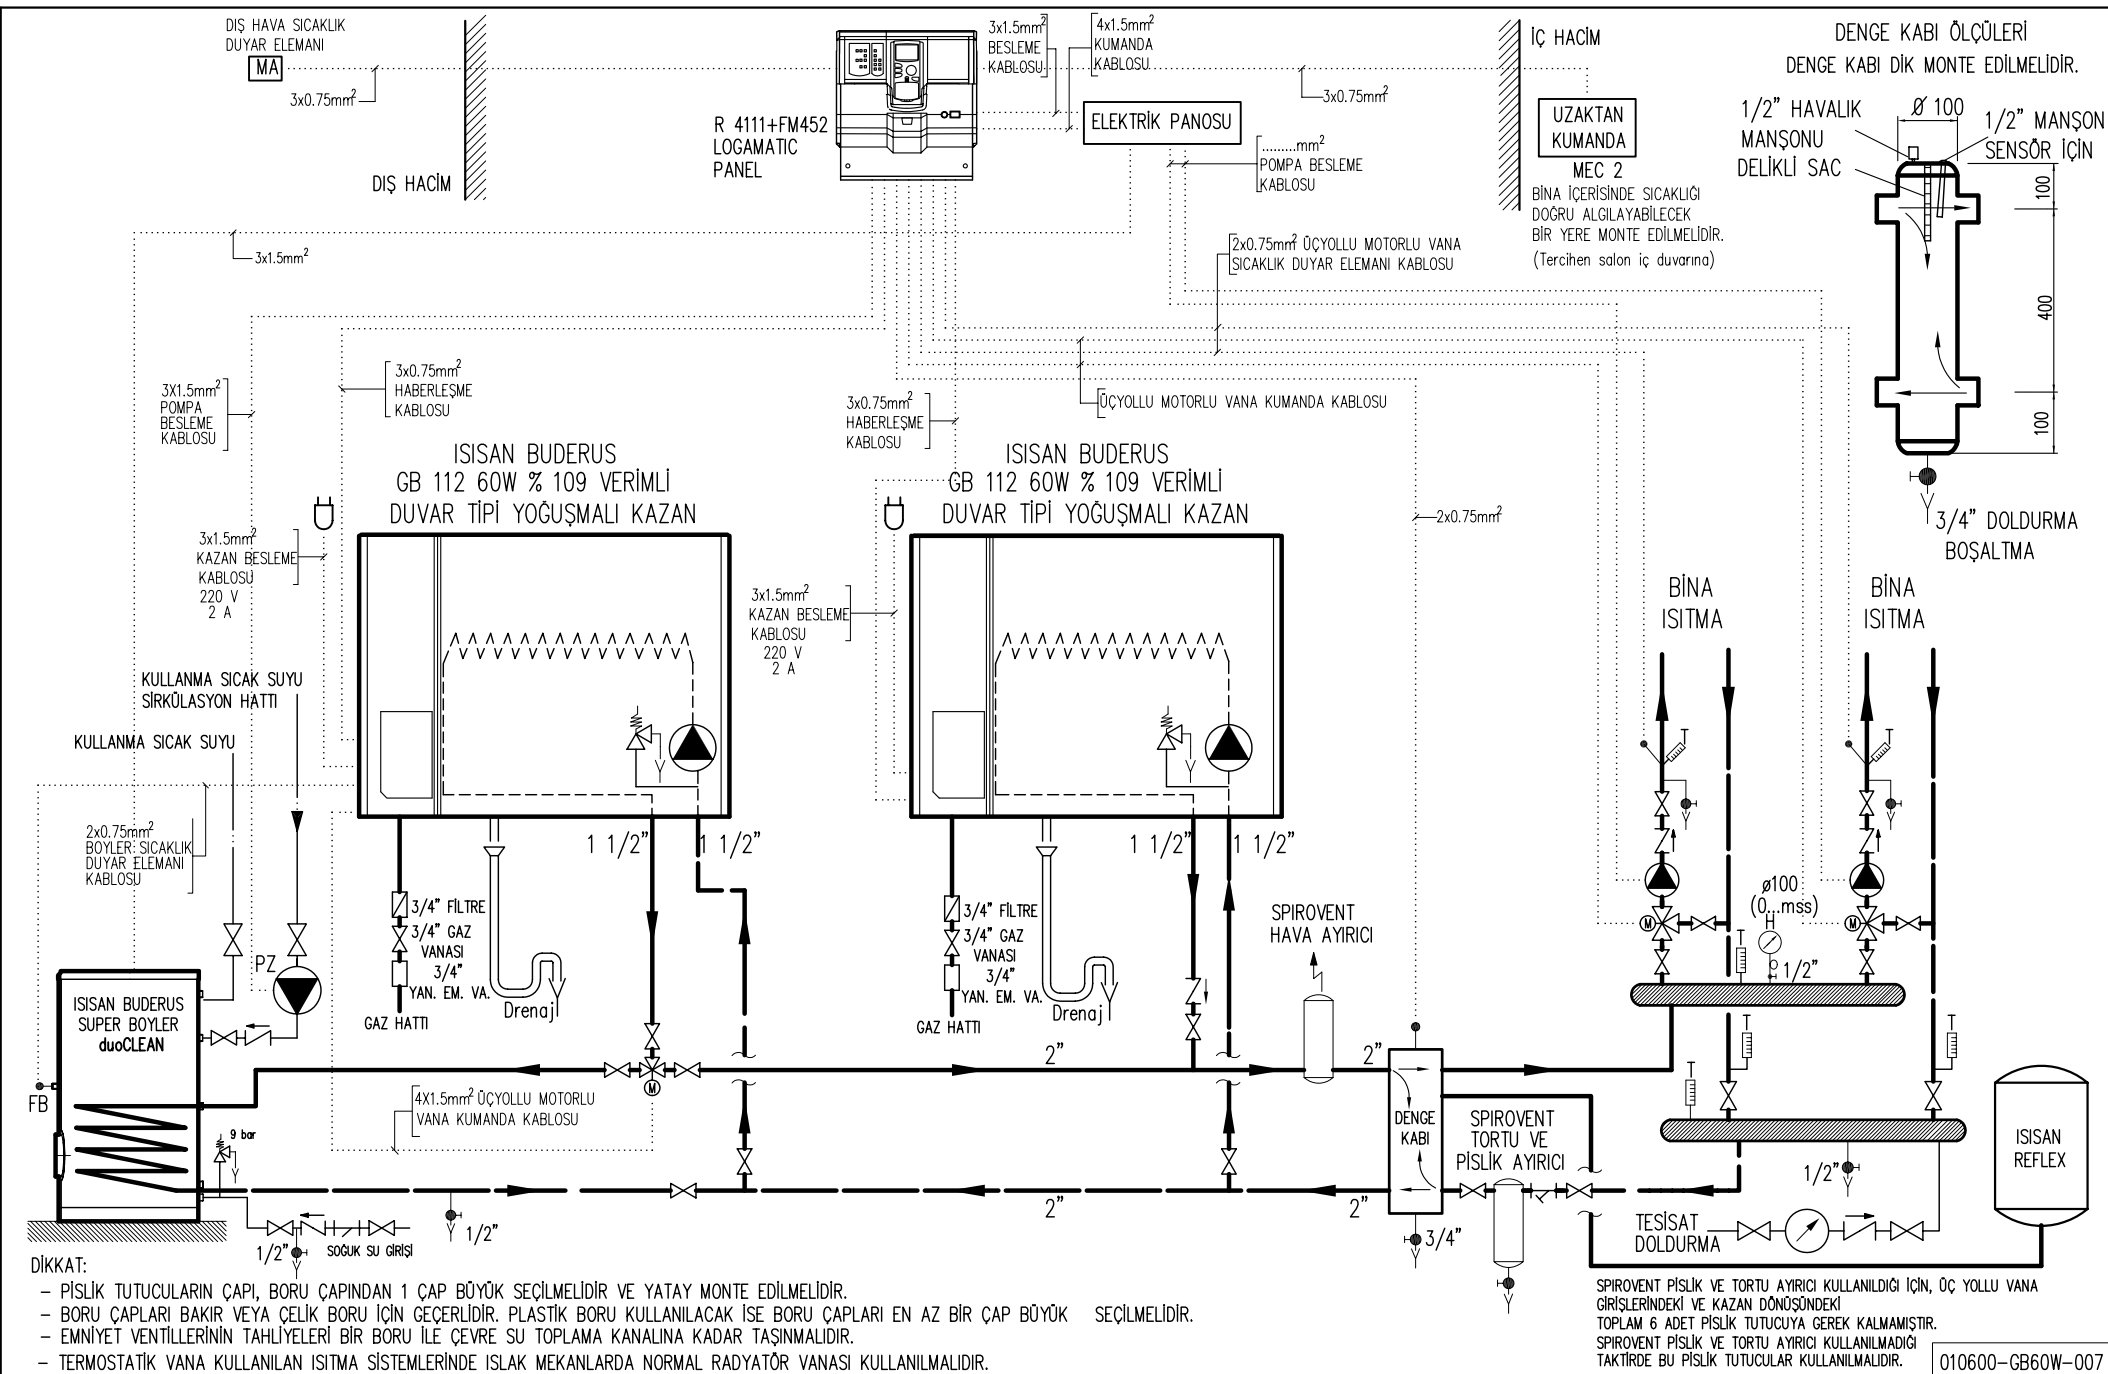 DIŞ HAVA SICAKLIK
DUYAR ELEMANI
MA
3x0.75mm²
DIŞ HACİM
R 4111+FM452
LOGAMATIC
PANEL
3x1.5mm²
BESLEME
KABLOSU
4x1.5mm²
KUMANDA
KABLOSU
ELEKTRİK PANOSU
.........mm²
POMPA BESLEME
KABLOSU
3x0.75mm²
İÇ HACİM
UZAKTAN
KUMANDA
MEC 2
BİNA İÇERİSİNDE SICAKLIĞI
DOĞRU ALGILAYABİLECEK
BİR YERE MONTE EDİLMELİDİR.
(Tercihen salon iç duvarına)
DENGE KABI ÖLÇÜLERİ
DENGE KABI DİK MONTE EDİLMELİDİR.
1/2" HAVALIK
MANŞONU
DELİKLİ SAC
Ø 100
1/2" MANŞON
SENSÖR İÇİN
100
400
100
3/4" DOLDURMA
BOŞALTMA
3x1.5mm²
2x0.75mm² ÜÇYOLLU MOTORLU VANA
SICAKLIK DUYAR ELEMANI KABLOSU
3X1.5mm²
POMPA
BESLEME
KABLOSU
3x0.75mm²
HABERLEŞME
KABLOSU
3x0.75mm²
HABERLEŞME
KABLOSU
ÜÇYOLLU MOTORLU VANA KUMANDA KABLOSU
ISISAN BUDERUS
GB 112 60W % 109 VERİMLİ
DUVAR TİPİ YOĞUŞMALI KAZAN
ISISAN BUDERUS
GB 112 60W % 109 VERİMLİ
DUVAR TİPİ YOĞUŞMALI KAZAN
2x0.75mm²
3x1.5mm²
KAZAN BESLEME
KABLOSU
220 V
2 A
3x1.5mm²
KAZAN BESLEME
KABLOSU
220 V
2 A
BİNA
ISITMA
BİNA
ISITMA
KULLANMA SICAK SUYU
SİRKÜLASYON HATTI
KULLANMA SICAK SUYU
2x0.75mm²
BOYLER SICAKLIK
DUYAR ELEMANI
KABLOSU
1 1/2"
1 1/2"
1 1/2"
1 1/2"
3/4" FİLTRE
3/4" GAZ
VANASI
3/4"
YAN. EM. VA.
GAZ HATTI
Drenaj
3/4" FİLTRE
3/4" GAZ
VANASI
3/4"
YAN. EM. VA.
GAZ HATTI
Drenaj
SPIROVENT
HAVA AYIRICI
T
T
M
M
ø100
(0...mss)
H
T
1/2"
PZ
ISISAN BUDERUS
SUPER BOYLER
duoCLEAN
FB
9 bar
M
4X1.5mm² ÜÇYOLLU MOTORLU
VANA KUMANDA KABLOSU
2"
2"
T
T
T
DENGE
KABI
SPIROVENT
TORTU VE
PİSLİK AYIRICI
2"
2"
1/2"
1/2"
SOĞUK SU GİRİŞİ
3/4"
1/2"
TESİSAT
DOLDURMA
ISISAN
REFLEX
DİKKAT:
– PİSLİK TUTUCULARIN ÇAPI, BORU ÇAPINDAN 1 ÇAP BÜYÜK SEÇİLMELİDİR VE YATAY MONTE EDİLMELİDİR.
– BORU ÇAPLARI BAKIR VEYA ÇELİK BORU İÇİN GEÇERLİDİR. PLASTİK BORU KULLANILACAK İSE BORU ÇAPLARI EN AZ BİR ÇAP BÜYÜK SEÇİLMELİDİR.
– EMNİYET VENTİLLERİNİN TAHLİYELERİ BİR BORU İLE ÇEVRE SU TOPLAMA KANALINA KADAR TAŞINMALIDIR.
– TERMOSTATİK VANA KULLANILAN ISITMA SİSTEMLERİNDE ISLAK MEKANLARDA NORMAL RADYATÖR VANASI KULLANILMALIDIR.
SPIROVENT PİSLİK VE TORTU AYIRICI KULLANILDIĞI İÇİN, ÜÇ YOLLU VANA
GİRİŞLERİNDEKİ VE KAZAN DÖNÜŞÜNDEKİ
TOPLAM 6 ADET PİSLİK TUTUCUYA GEREK KALMAMIŞTIR.
SPIROVENT PİSLİK VE TORTU AYIRICI KULLANILMADIĞI
TAKTİRDE BU PİSLİK TUTUCULAR KULLANILMALIDIR.
010600-GB60W-007